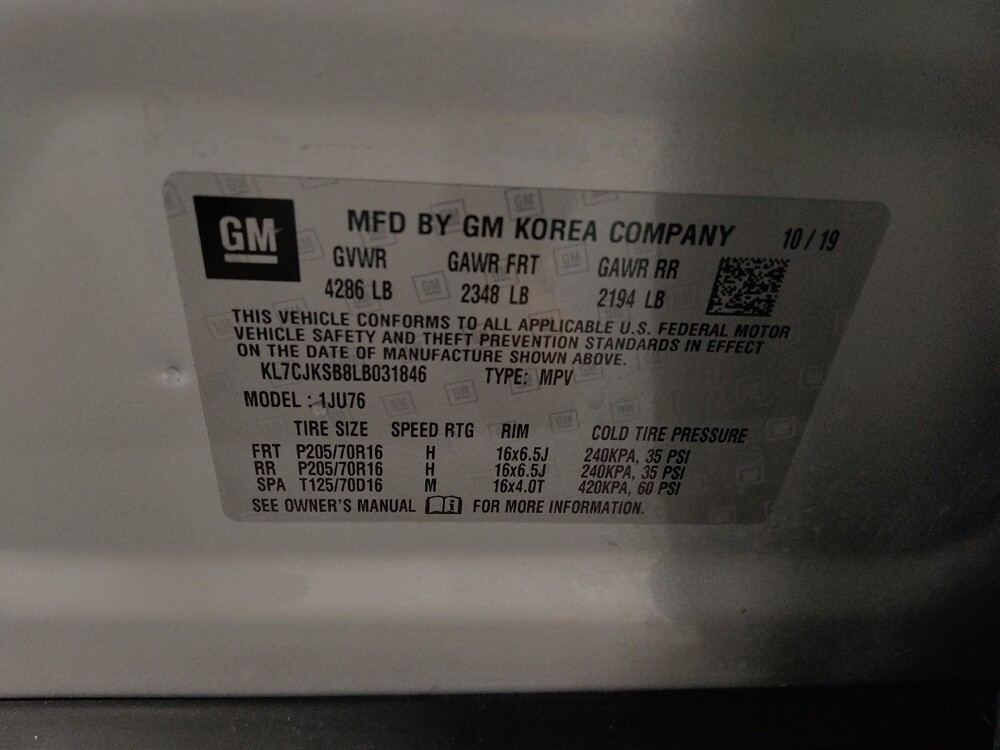 GM
MFD BY GM KOREA COMPANY 10/19
GVWR GAWR FRT GAWR RR
4286 LB 2348 LB 2194 LB
THIS VEHICLE CONFORMS TO ALL APPLICABLE U.S. FEDERAL MOTOR
VEHICLE SAFETY AND THEFT PREVENTION STANDARDS IN EFFECT
ON THE DATE OF MANUFACTURE SHOWN ABOVE.
KL7CJKSB8LB031846 TYPE: MPV
MODEL : 1JU76
TIRE SIZE SPEED RTG RIM COLD TIRE PRESSURE
FRT P205/70R16 H 16x6.5J 240KPA, 35 PSI
RR P205/70R16 H 16x6.5J 240KPA, 35 PSI
SPA T125/70D16 M 16x4.0T 420KPA, 60 PSI
SEE OWNER'S MANUAL FOR MORE INFORMATION.